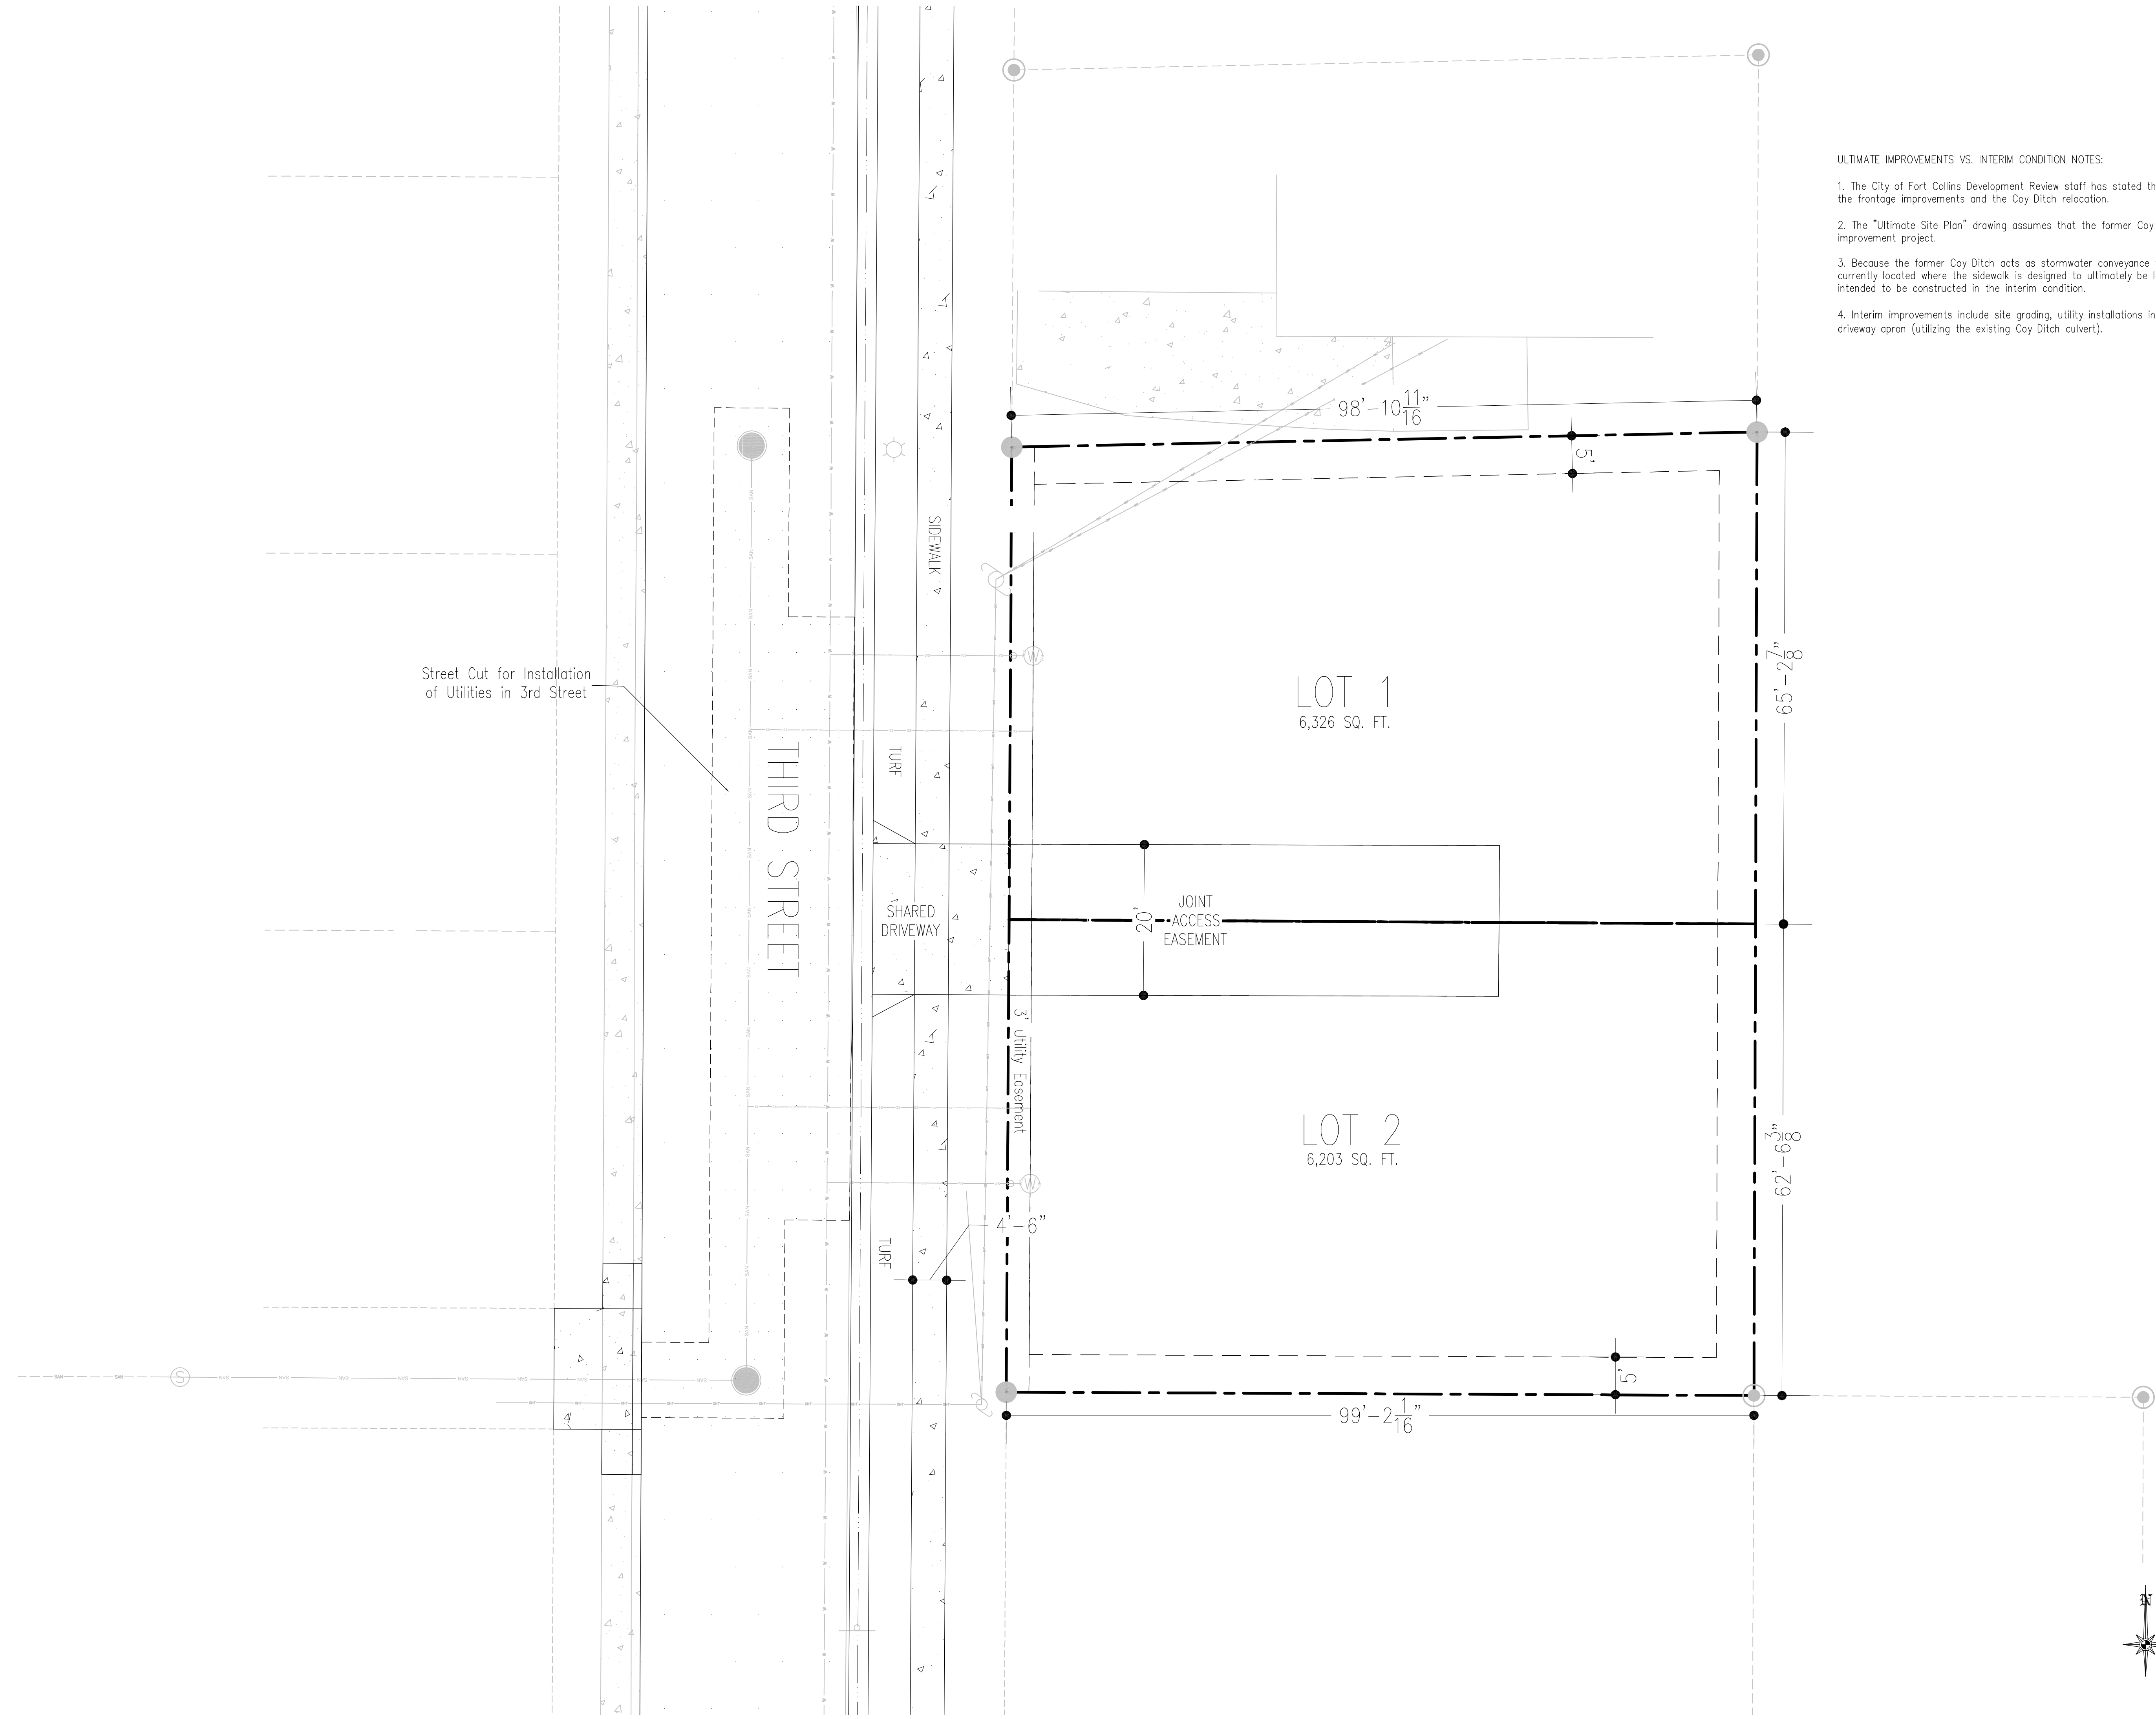 ULTIMATE IMPROVEMENTS VS. INTERIM CONDITION NOTES:
1. The City of Fort Collins Development Review staff has stated th
the frontage improvements and the Coy Ditch relocation.
2. The "Ultimate Site Plan" drawing assumes that the former Coy
improvement project.
3. Because the former Coy Ditch acts as stormwater conveyance
currently located where the sidewalk is designed to ultimately be l
intended to be constructed in the interim condition.
4. Interim improvements include site grading, utility installations in
driveway apron (utilizing the existing Coy Ditch culvert).
98'-10 11/16"
5'
SIDEWALK
W
65'-2 7/8"
Street Cut for Installation
of Utilities in 3rd Street
LOT 1
6,326 SQ. FT.
TURF
THIRD STREET
SHARED
DRIVEWAY
20'
JOINT
ACCESS
EASEMENT
3' Utility Easement
LOT 2
6,203 SQ. FT.
62'-6 3/8"
W
4'-6"
TURF
5'
S
SAN
99'-2 1/16"